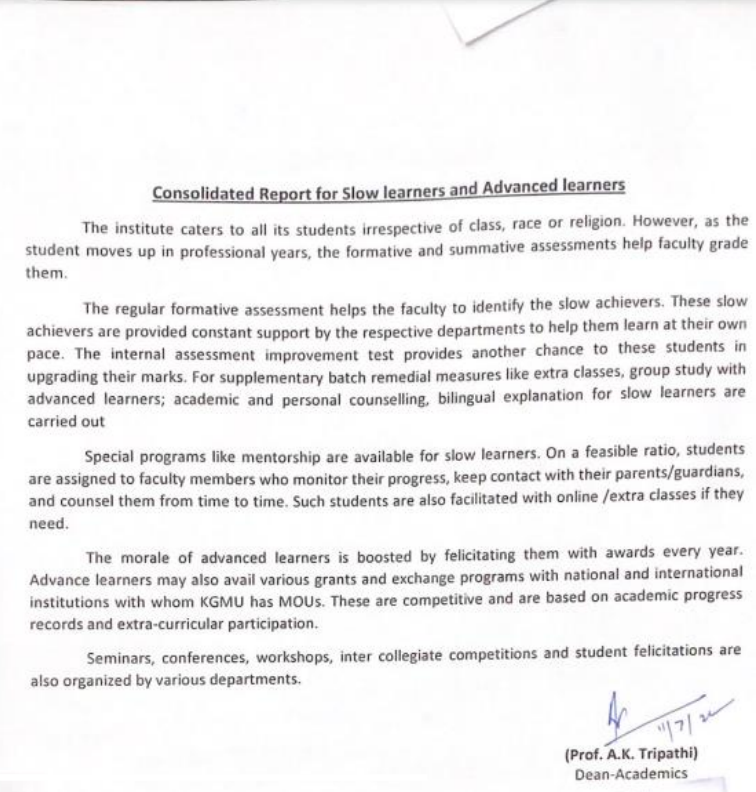 Consolidated Report for Slow learners and Advanced learners
The institute caters to all its students irrespective of class, race or religion. However, as the
student moves up in professional years, the formative and summative assessments help faculty grade
them.
The regular formative assessment helps the faculty to identify the slow achievers. These slow
achievers are provided constant support by the respective departments to help them learn at their own
pace. The internal assessment improvement test provides another chance to these students in
upgrading their marks. For supplementary batch remedial measures like extra classes, group study with
advanced learners; academic and personal counselling, bilingual explanation for slow learners are
carried out
Special programs like mentorship are available for slow learners. On a feasible ratio, students
are assigned to faculty members who monitor their progress, keep contact with their parents/guardians,
and counsel them from time to time. Such students are also facilitated with online /extra classes if they
need.
The morale of advanced learners is boosted by felicitating them with awards every year.
Advance learners may also avail various grants and exchange programs with national and international
institutions with whom KGMU has MOUs. These are competitive and are based on academic progress
records and extra-curricular participation.
Seminars, conferences, workshops, inter collegiate competitions and student felicitations are
also organized by various departments.
(Prof. A.K. Tripathi)
Dean-Academics